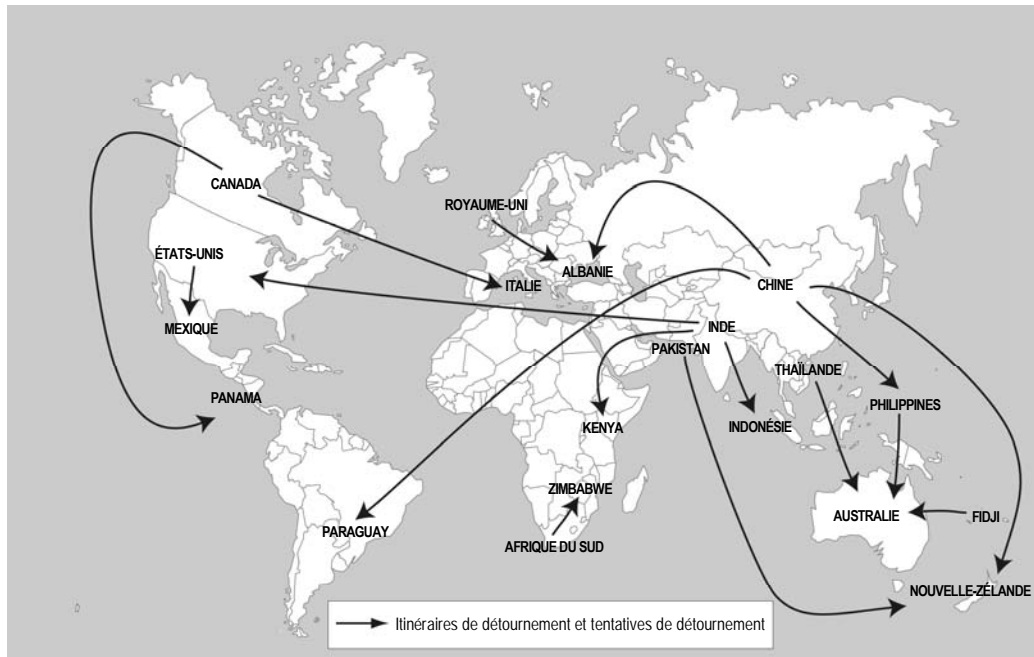 CANADA
ROYAUME-UNI
ÉTATS-UNIS
ALBANIE
ITALIE
CHINE
MEXIQUE
INDE
PAKISTAN
THAÏLANDE
PANAMA
PHILIPPINES
KENYA
INDONÉSIE
ZIMBABWE
PARAGUAY
AUSTRALIE
FIDJI
AFRIQUE DU SUD
NOUVELLE-ZÉLANDE
Itinéraires de détournement et tentatives de détournement